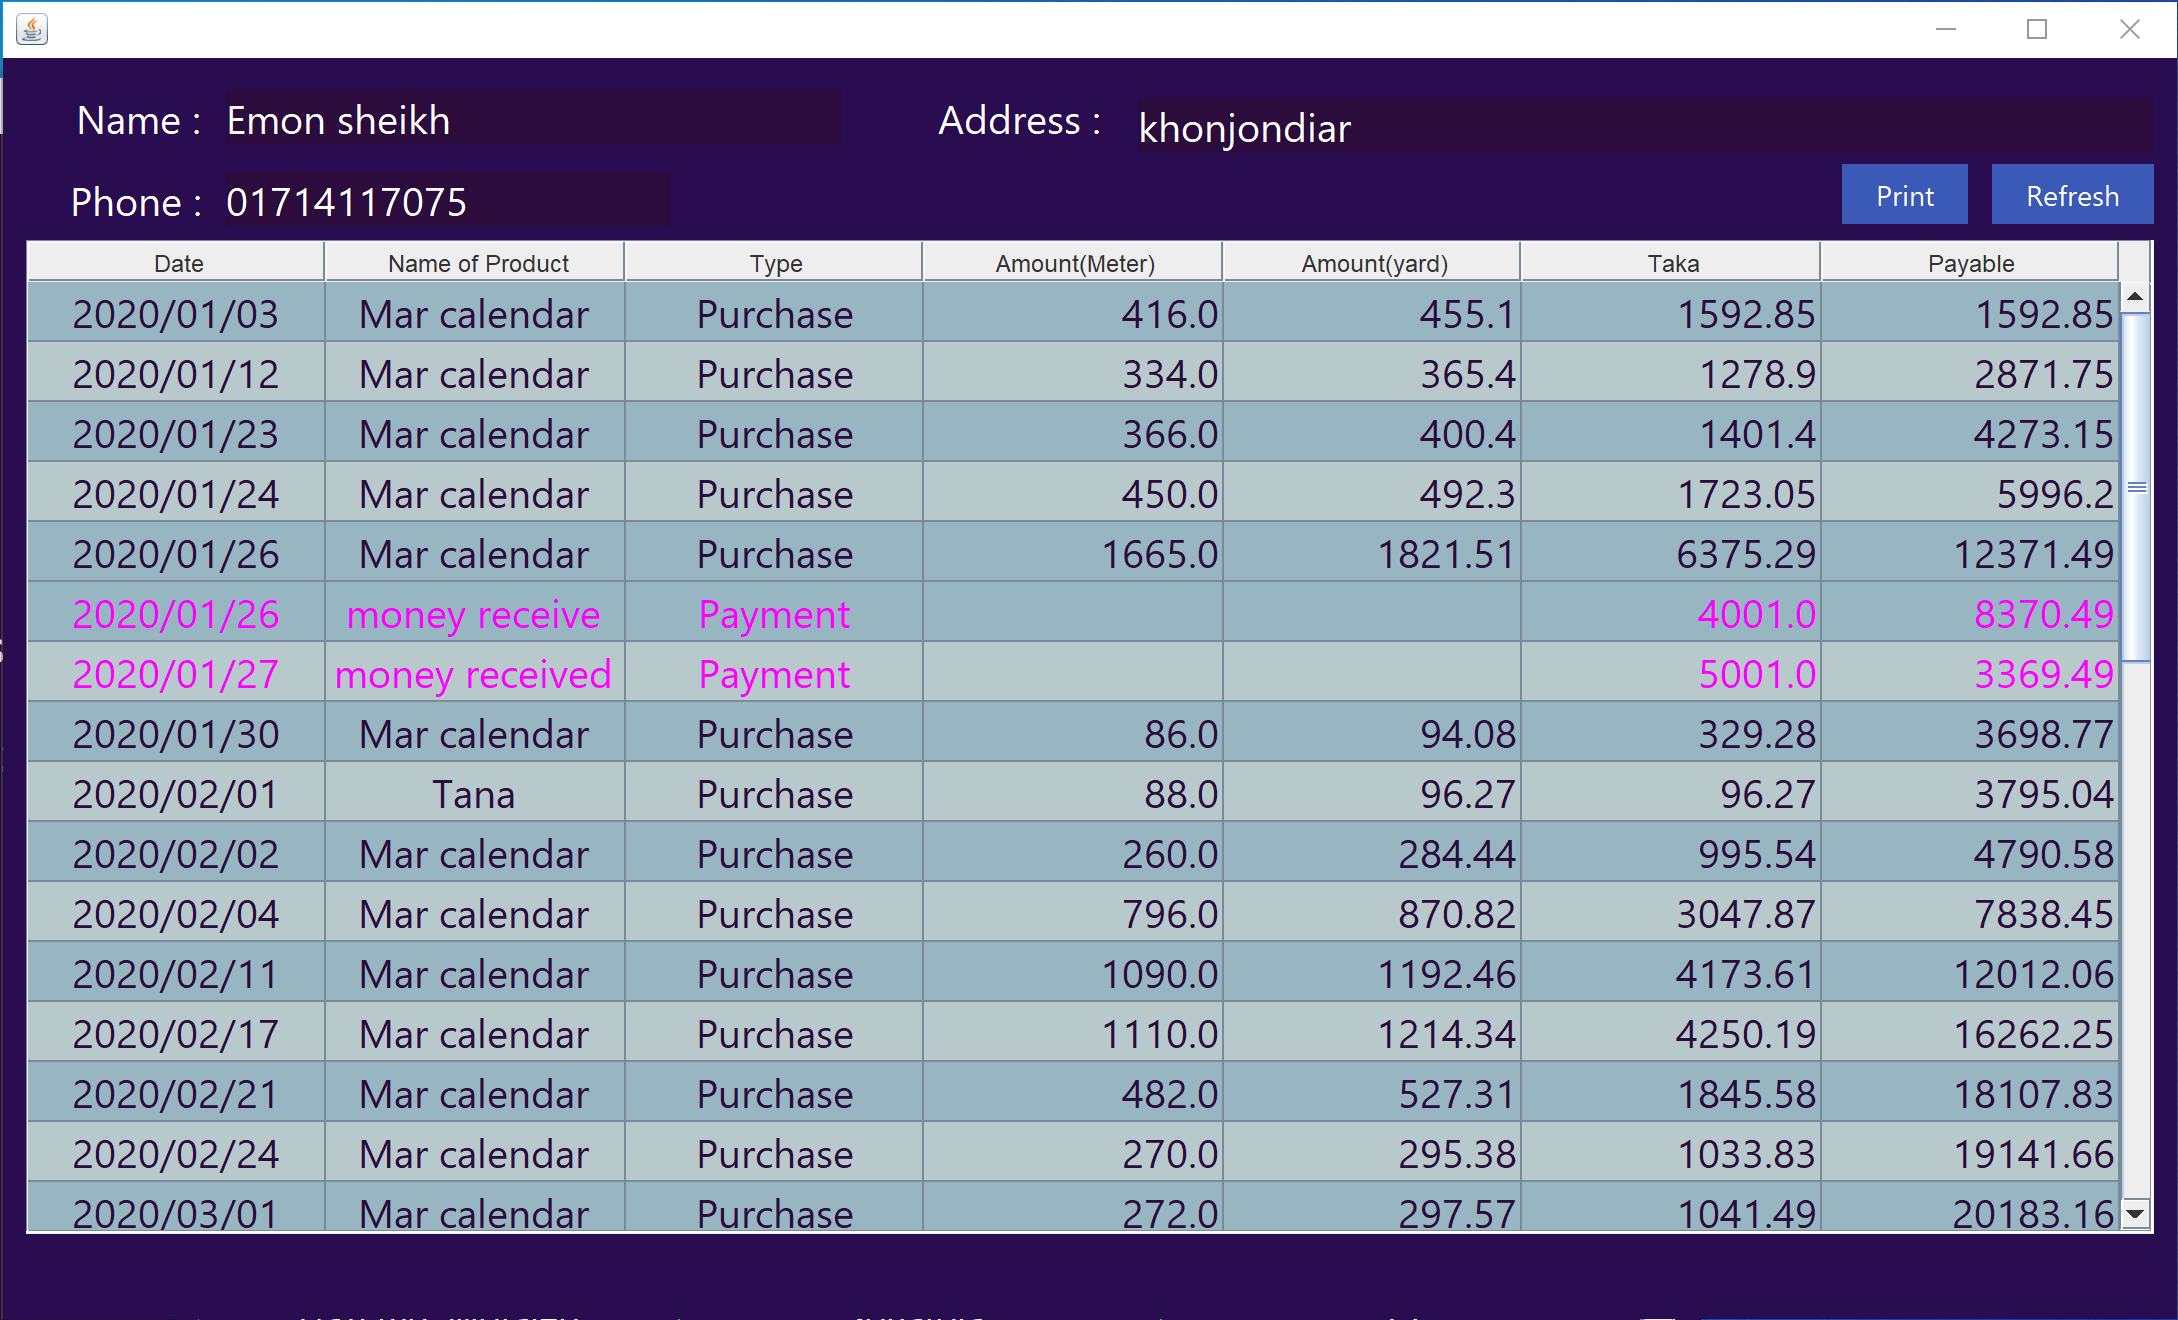 Name : Emon sheikh Address : khonjondiar
Phone : 01714117075 Print Refresh
Date Name of Product Type Amount(Meter) Amount(yard) Taka Payable
2020/01/03 Mar calendar Purchase 416.0 455.1 1592.85 1592.85
2020/01/12 Mar calendar Purchase 334.0 365.4 1278.9 2871.75
2020/01/23 Mar calendar Purchase 366.0 400.4 1401.4 4273.15
2020/01/24 Mar calendar Purchase 450.0 492.3 1723.05 5996.2
2020/01/26 Mar calendar Purchase 1665.0 1821.51 6375.29 12371.49
2020/01/26 money receive Payment 4001.0 8370.49
2020/01/27 money received Payment 5001.0 3369.49
2020/01/30 Mar calendar Purchase 86.0 94.08 329.28 3698.77
2020/02/01 Tana Purchase 88.0 96.27 96.27 3795.04
2020/02/02 Mar calendar Purchase 260.0 284.44 995.54 4790.58
2020/02/04 Mar calendar Purchase 796.0 870.82 3047.87 7838.45
2020/02/11 Mar calendar Purchase 1090.0 1192.46 4173.61 12012.06
2020/02/17 Mar calendar Purchase 1110.0 1214.34 4250.19 16262.25
2020/02/21 Mar calendar Purchase 482.0 527.31 1845.58 18107.83
2020/02/24 Mar calendar Purchase 270.0 295.38 1033.83 19141.66
2020/03/01 Mar calendar Purchase 272.0 297.57 1041.49 20183.16